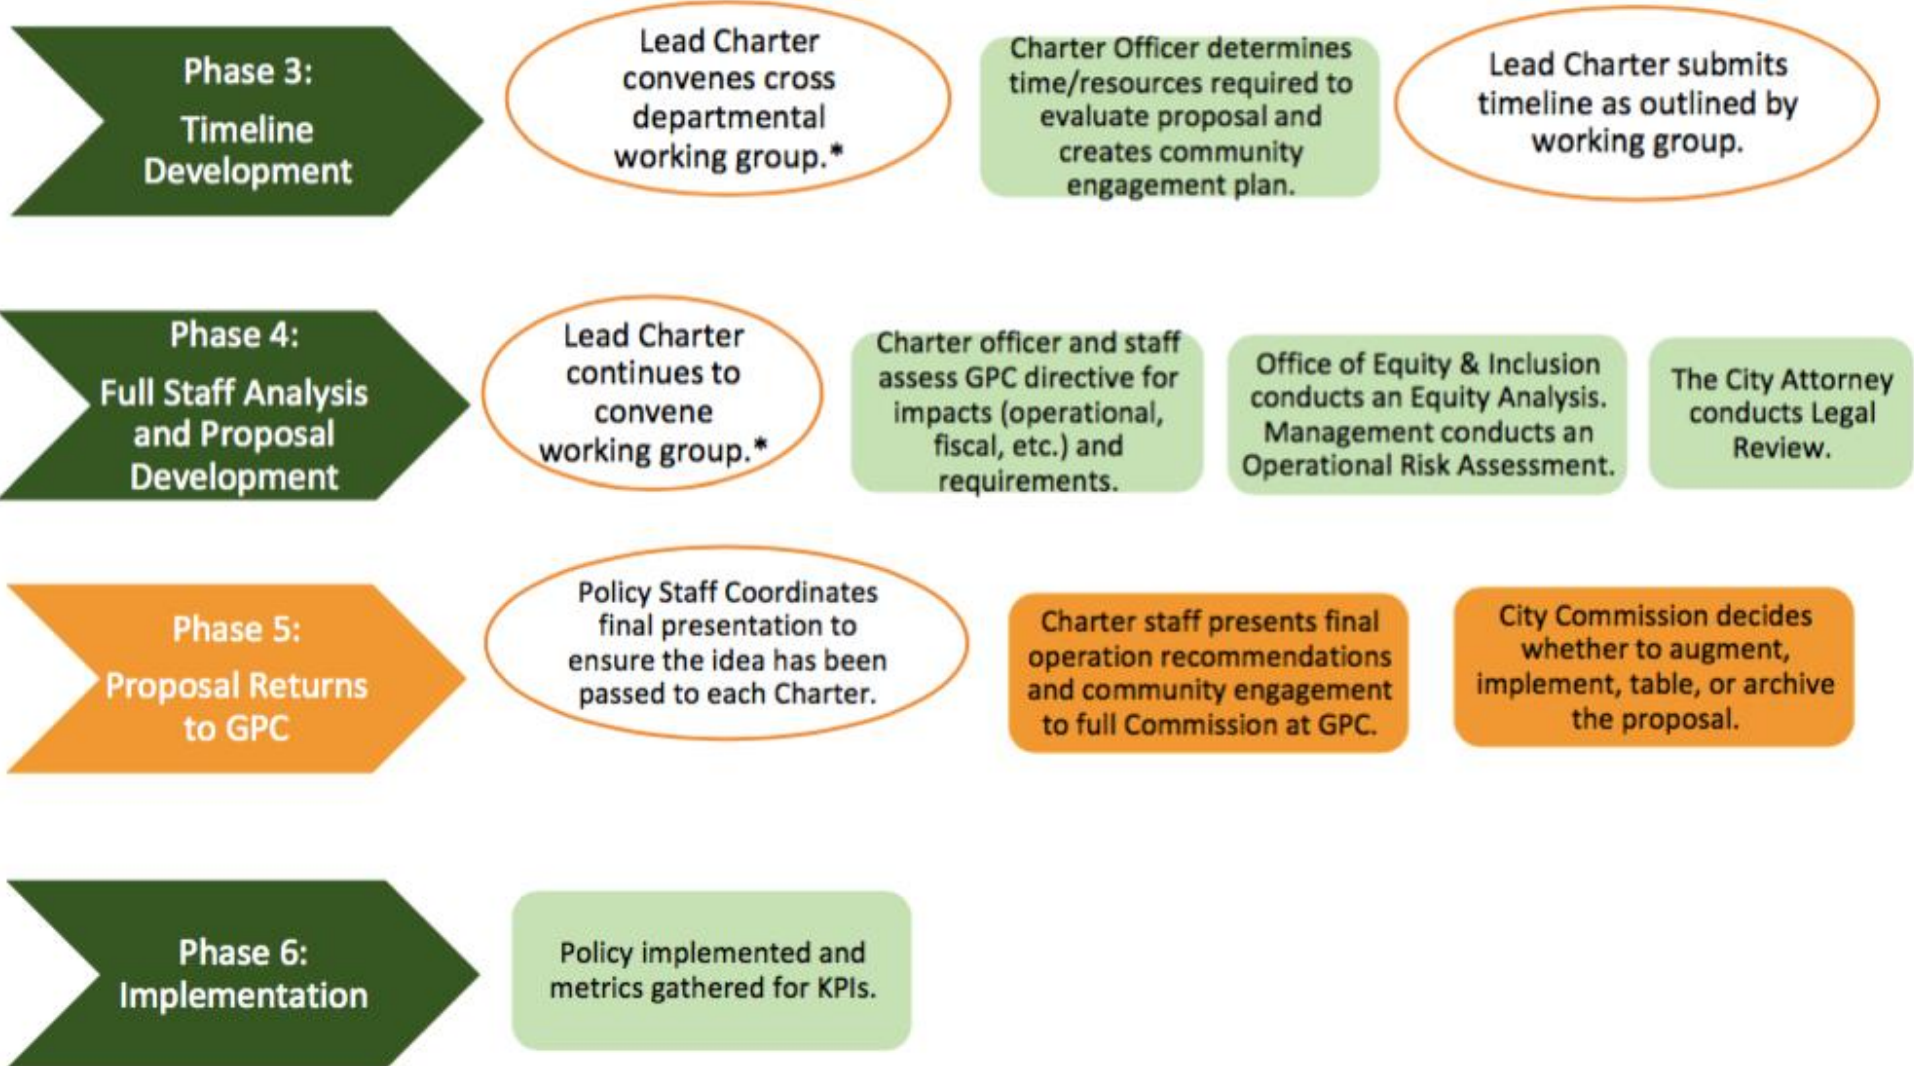 Phase 3:
Timeline
Development
Lead Charter
convenes cross
departmental
working group.*
Charter Officer determines
time/resources required to
evaluate proposal and
creates community
engagement plan.
Lead Charter submits
timeline as outlined by
working group.
Phase 4:
Full Staff Analysis
and Proposal
Development
Lead Charter
continues to
convene
working group.*
Charter officer and staff
assess GPC directive for
impacts (operational,
fiscal, etc.) and
requirements.
Office of Equity & Inclusion
conducts an Equity Analysis.
Management conducts an
Operational Risk Assessment.
The City Attorney
conducts Legal
Review.
Phase 5:
Proposal Returns
to GPC
Policy Staff Coordinates
final presentation to
ensure the idea has been
passed to each Charter.
Charter staff presents final
operation recommendations
and community engagement
to full Commission at GPC.
City Commission decides
whether to augment,
implement, table, or archive
the proposal.
Phase 6:
Implementation
Policy implemented and
metrics gathered for KPIs.